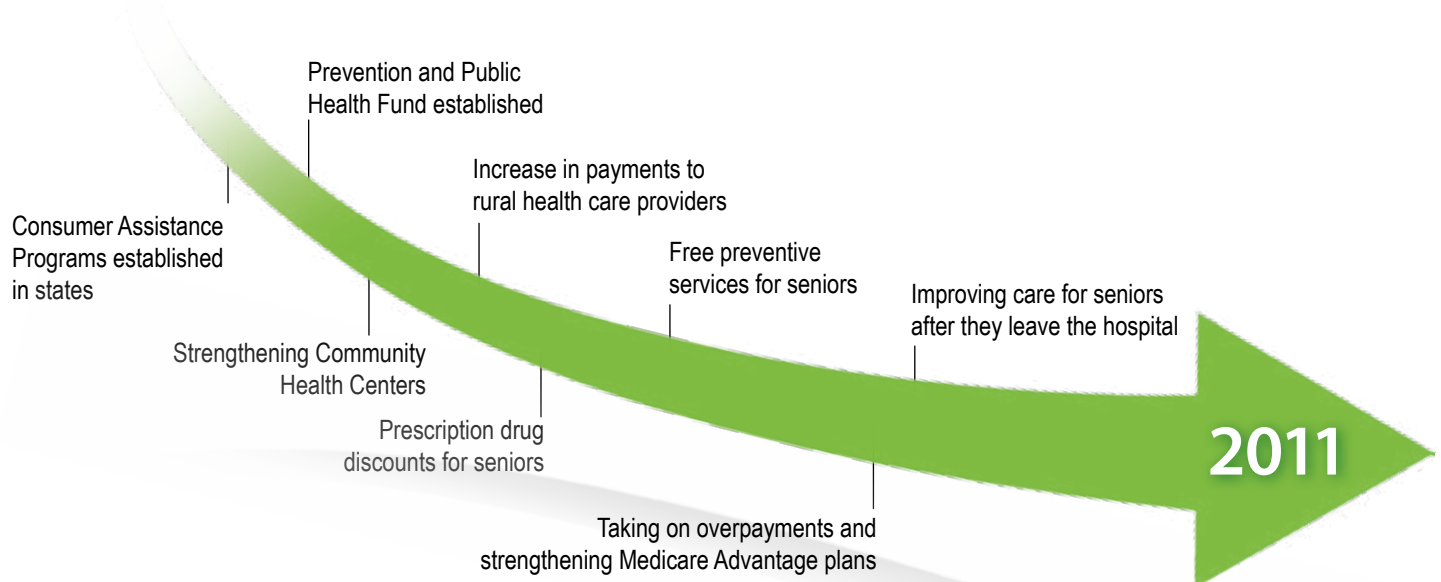 Prevention and Public
Health Fund established
Increase in payments to
rural health care providers
Consumer Assistance
Programs established
in states
Free preventive
services for seniors
Improving care for seniors
after they leave the hospital
Strengthening Community
Health Centers
Prescription drug
discounts for seniors
2011
Taking on overpayments and
strengthening Medicare Advantage plans